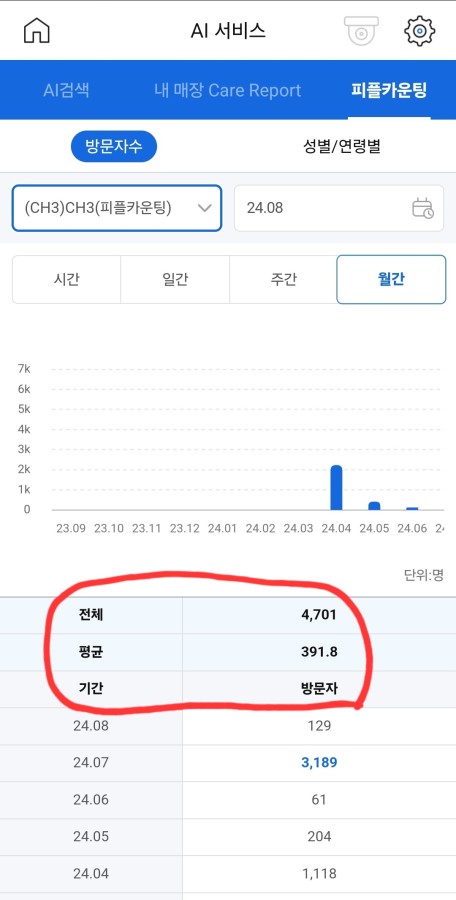 AI 서비스
AI검색 내 매장 Care Report 피플카운팅
방문자수 성별/연령별
(CH3)CH3(피플카운팅) 24.08
시간 일간 주간 월간
7k
6k
5k
4k
3k
2k
1k
0
23.09 23.10 23.11 23.12 24.01 24.02 24.03 24.04 24.05 24.06 24
단위:명
전체 4,701
평균 391.8
기간 방문자
24.08 129
24.07 3,189
24.06 61
24.05 204
24.04 1,118